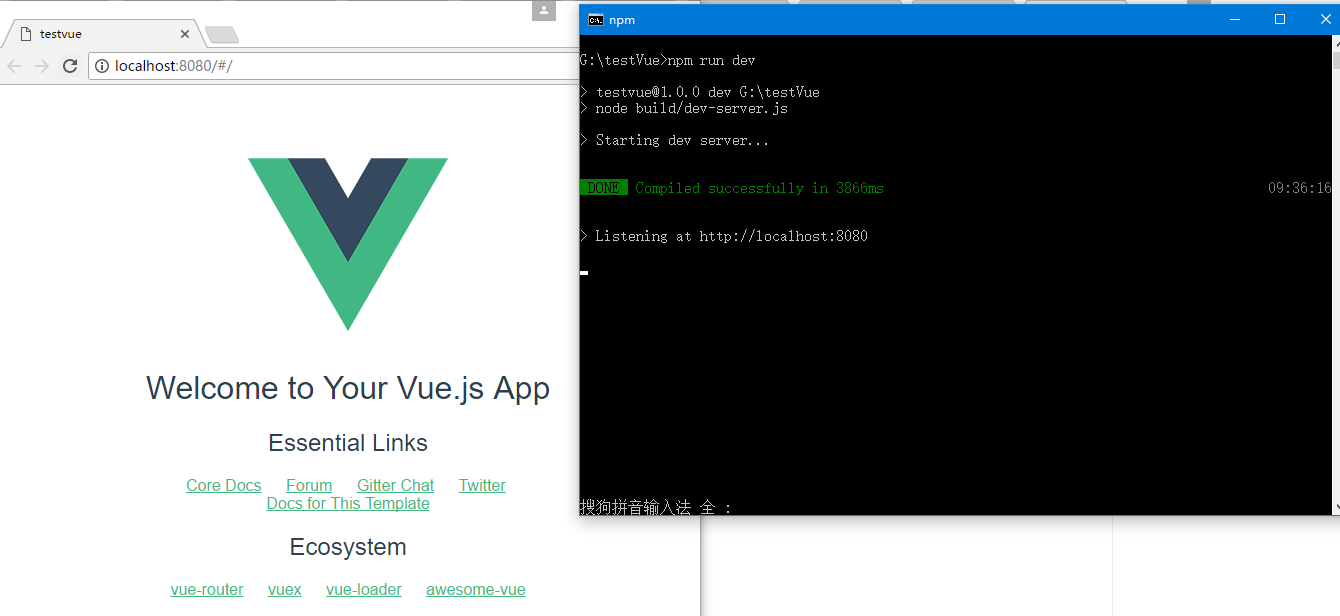 testvue
localhost:8080/#/
Welcome to Your Vue.js App
Essential Links
Core Docs Forum Gitter Chat Twitter
Docs for This Template
Ecosystem
vue-router vuex vue-loader awesome-vue
npm
G:\testVue>npm run dev
> testvue@1.0.0 dev G:\testVue
> node build/dev-server.js
> Starting dev server...
DONE Compiled successfully in 3866ms 09:36:16
> Listening at http://localhost:8080
搜狗拼音输入法 全 :